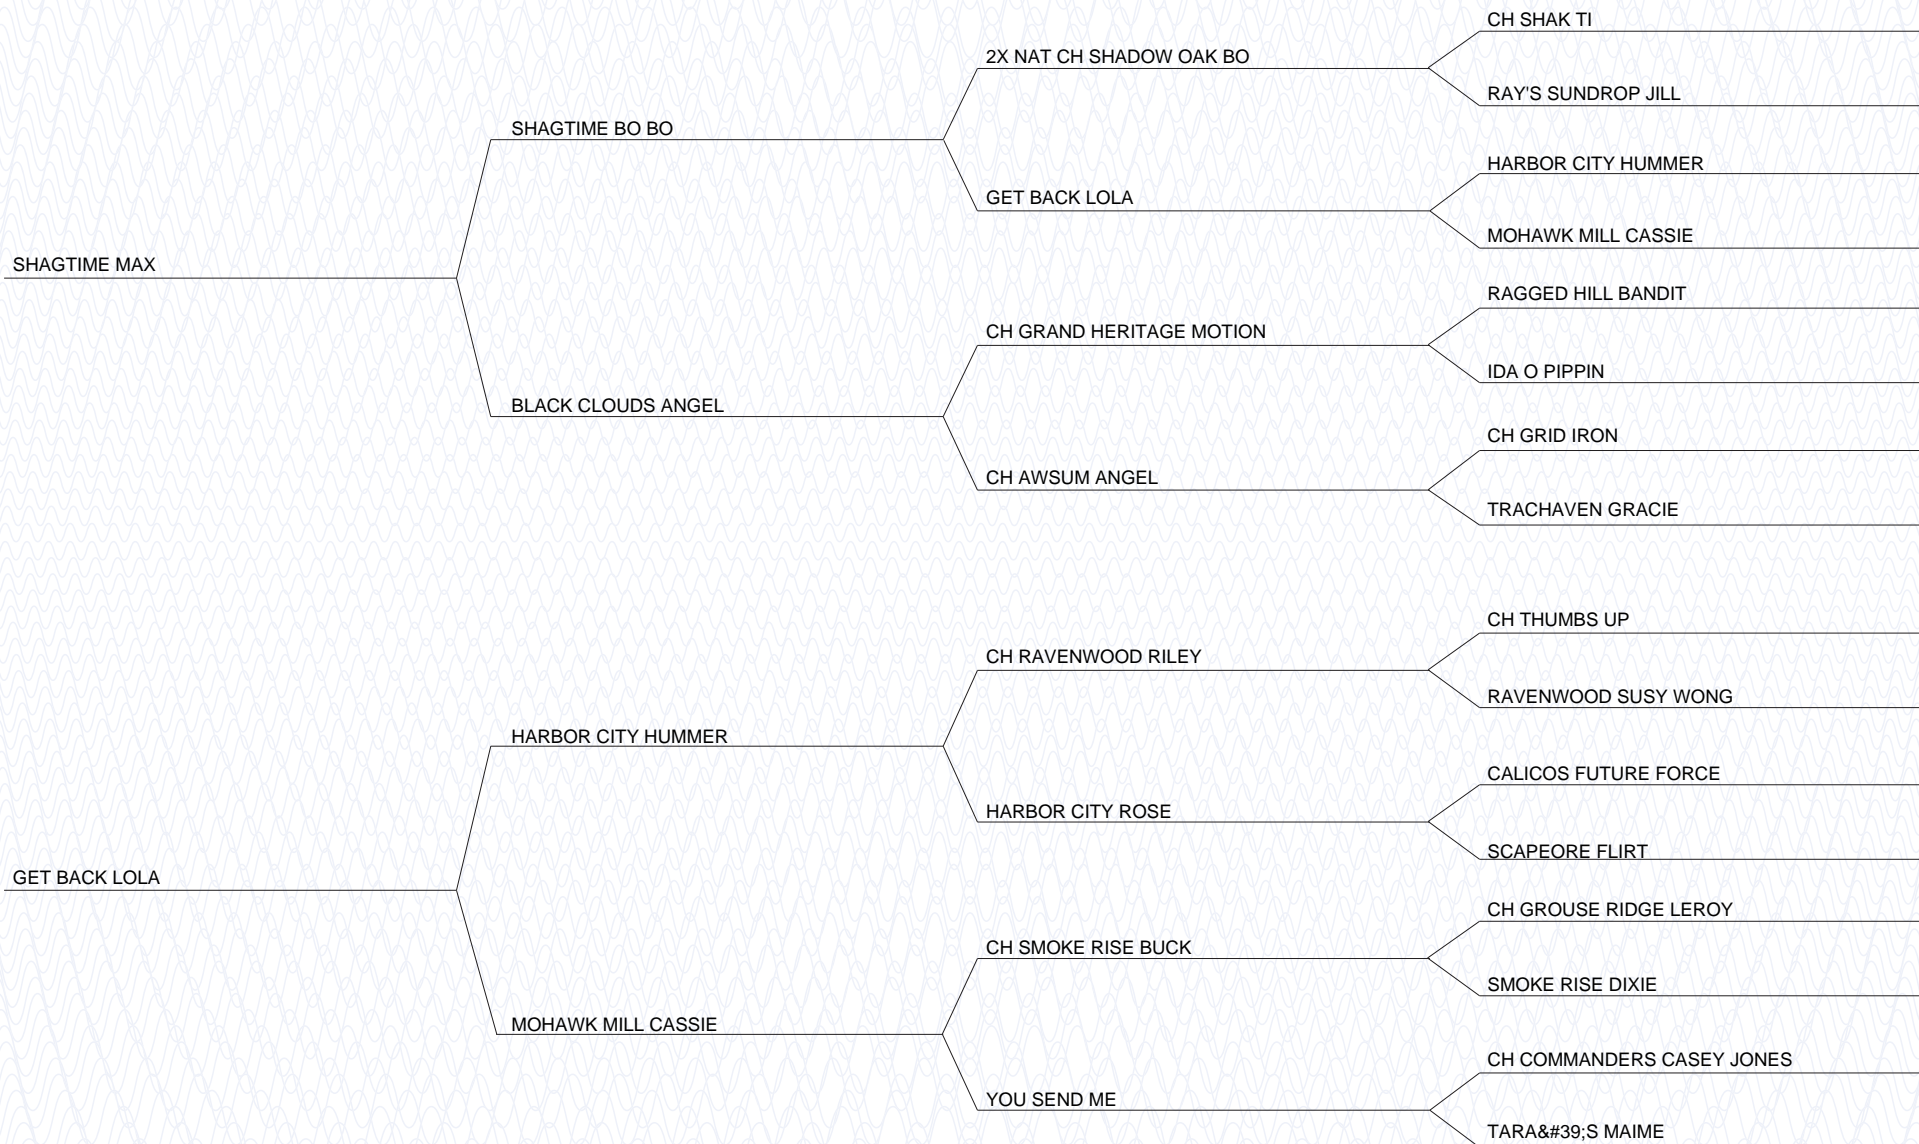 CH SHAK TI
2X NAT CH SHADOW OAK BO
RAY'S SUNDROP JILL
SHAGTIME BO BO
HARBOR CITY HUMMER
GET BACK LOLA
MOHAWK MILL CASSIE
SHAGTIME MAX
RAGGED HILL BANDIT
CH GRAND HERITAGE MOTION
IDA O PIPPIN
BLACK CLOUDS ANGEL
CH GRID IRON
CH AWSUM ANGEL
TRACHAVEN GRACIE
CH THUMBS UP
CH RAVENWOOD RILEY
RAVENWOOD SUSY WONG
HARBOR CITY HUMMER
CALICOS FUTURE FORCE
HARBOR CITY ROSE
SCAPEORE FLIRT
GET BACK LOLA
CH GROUSE RIDGE LEROY
CH SMOKE RISE BUCK
SMOKE RISE DIXIE
MOHAWK MILL CASSIE
CH COMMANDERS CASEY JONES
YOU SEND ME
TARA&#39;S MAIME